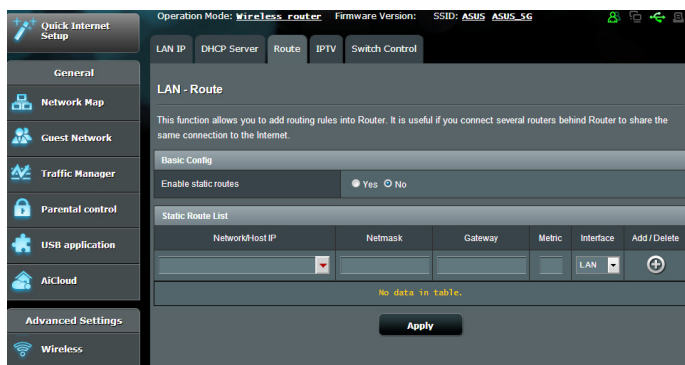 Quick Internet
Setup
General
Network Map
Guest Network
Traffic Manager
Parental control
USB application
AiCloud
Advanced Settings
Wireless
Operation Mode: Wireless router Firmware Version: SSID: ASUS ASUS_5G
LAN IP DHCP Server Route IPTV Switch Control
LAN - Route
This function allows you to add routing rules into Router. It is useful if you connect several routers behind Router to share the
same connection to the Internet.
Basic Config
Enable static routes Yes No
Static Route List
Network/Host IP Netmask Gateway Metric Interface Add / Delete
LAN
No data in table.
Apply